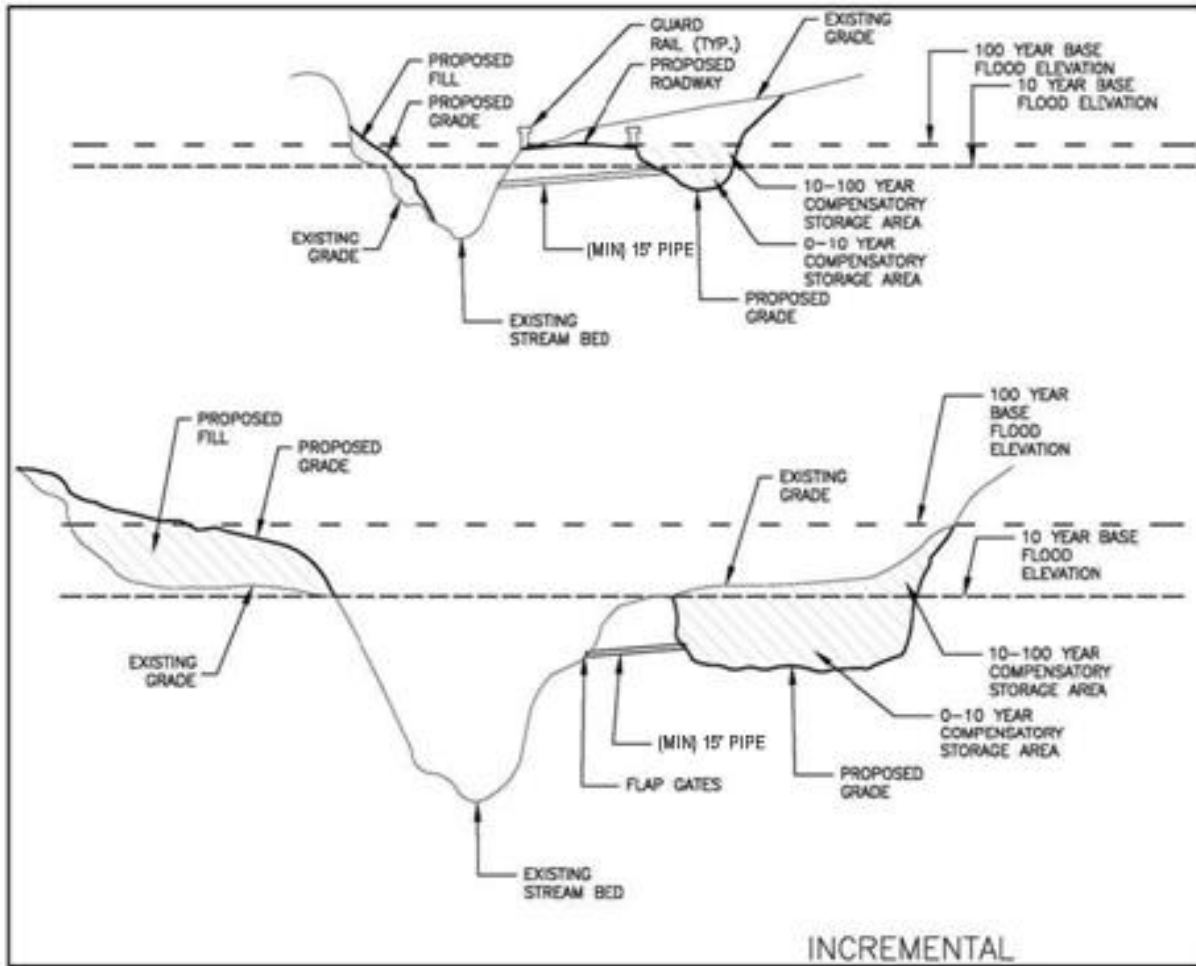 GUARD
RAIL (TYP.)
EXISTING
GRADE
PROPOSED
FILL
PROPOSED
ROADWAY
100 YEAR BASE
FLOOD ELEVATION
10 YEAR BASE
FLOOD ELEVATION
PROPOSED
GRADE
10-100 YEAR
COMPENSATORY
STORAGE AREA
EXISTING
GRADE
(MIN) 15" PIPE
0-10 YEAR
COMPENSATORY
STORAGE AREA
PROPOSED
GRADE
EXISTING
STREAM BED
100 YEAR
BASE
FLOOD
ELEVATION
PROPOSED
FILL
PROPOSED
GRADE
EXISTING
GRADE
10 YEAR BASE
FLOOD
ELEVATION
EXISTING
GRADE
10-100 YEAR
COMPENSATORY
STORAGE AREA
0-10 YEAR
COMPENSATORY
STORAGE AREA
(MIN) 15" PIPE
FLAP GATES
PROPOSED
GRADE
EXISTING
STREAM BED
INCREMENTAL